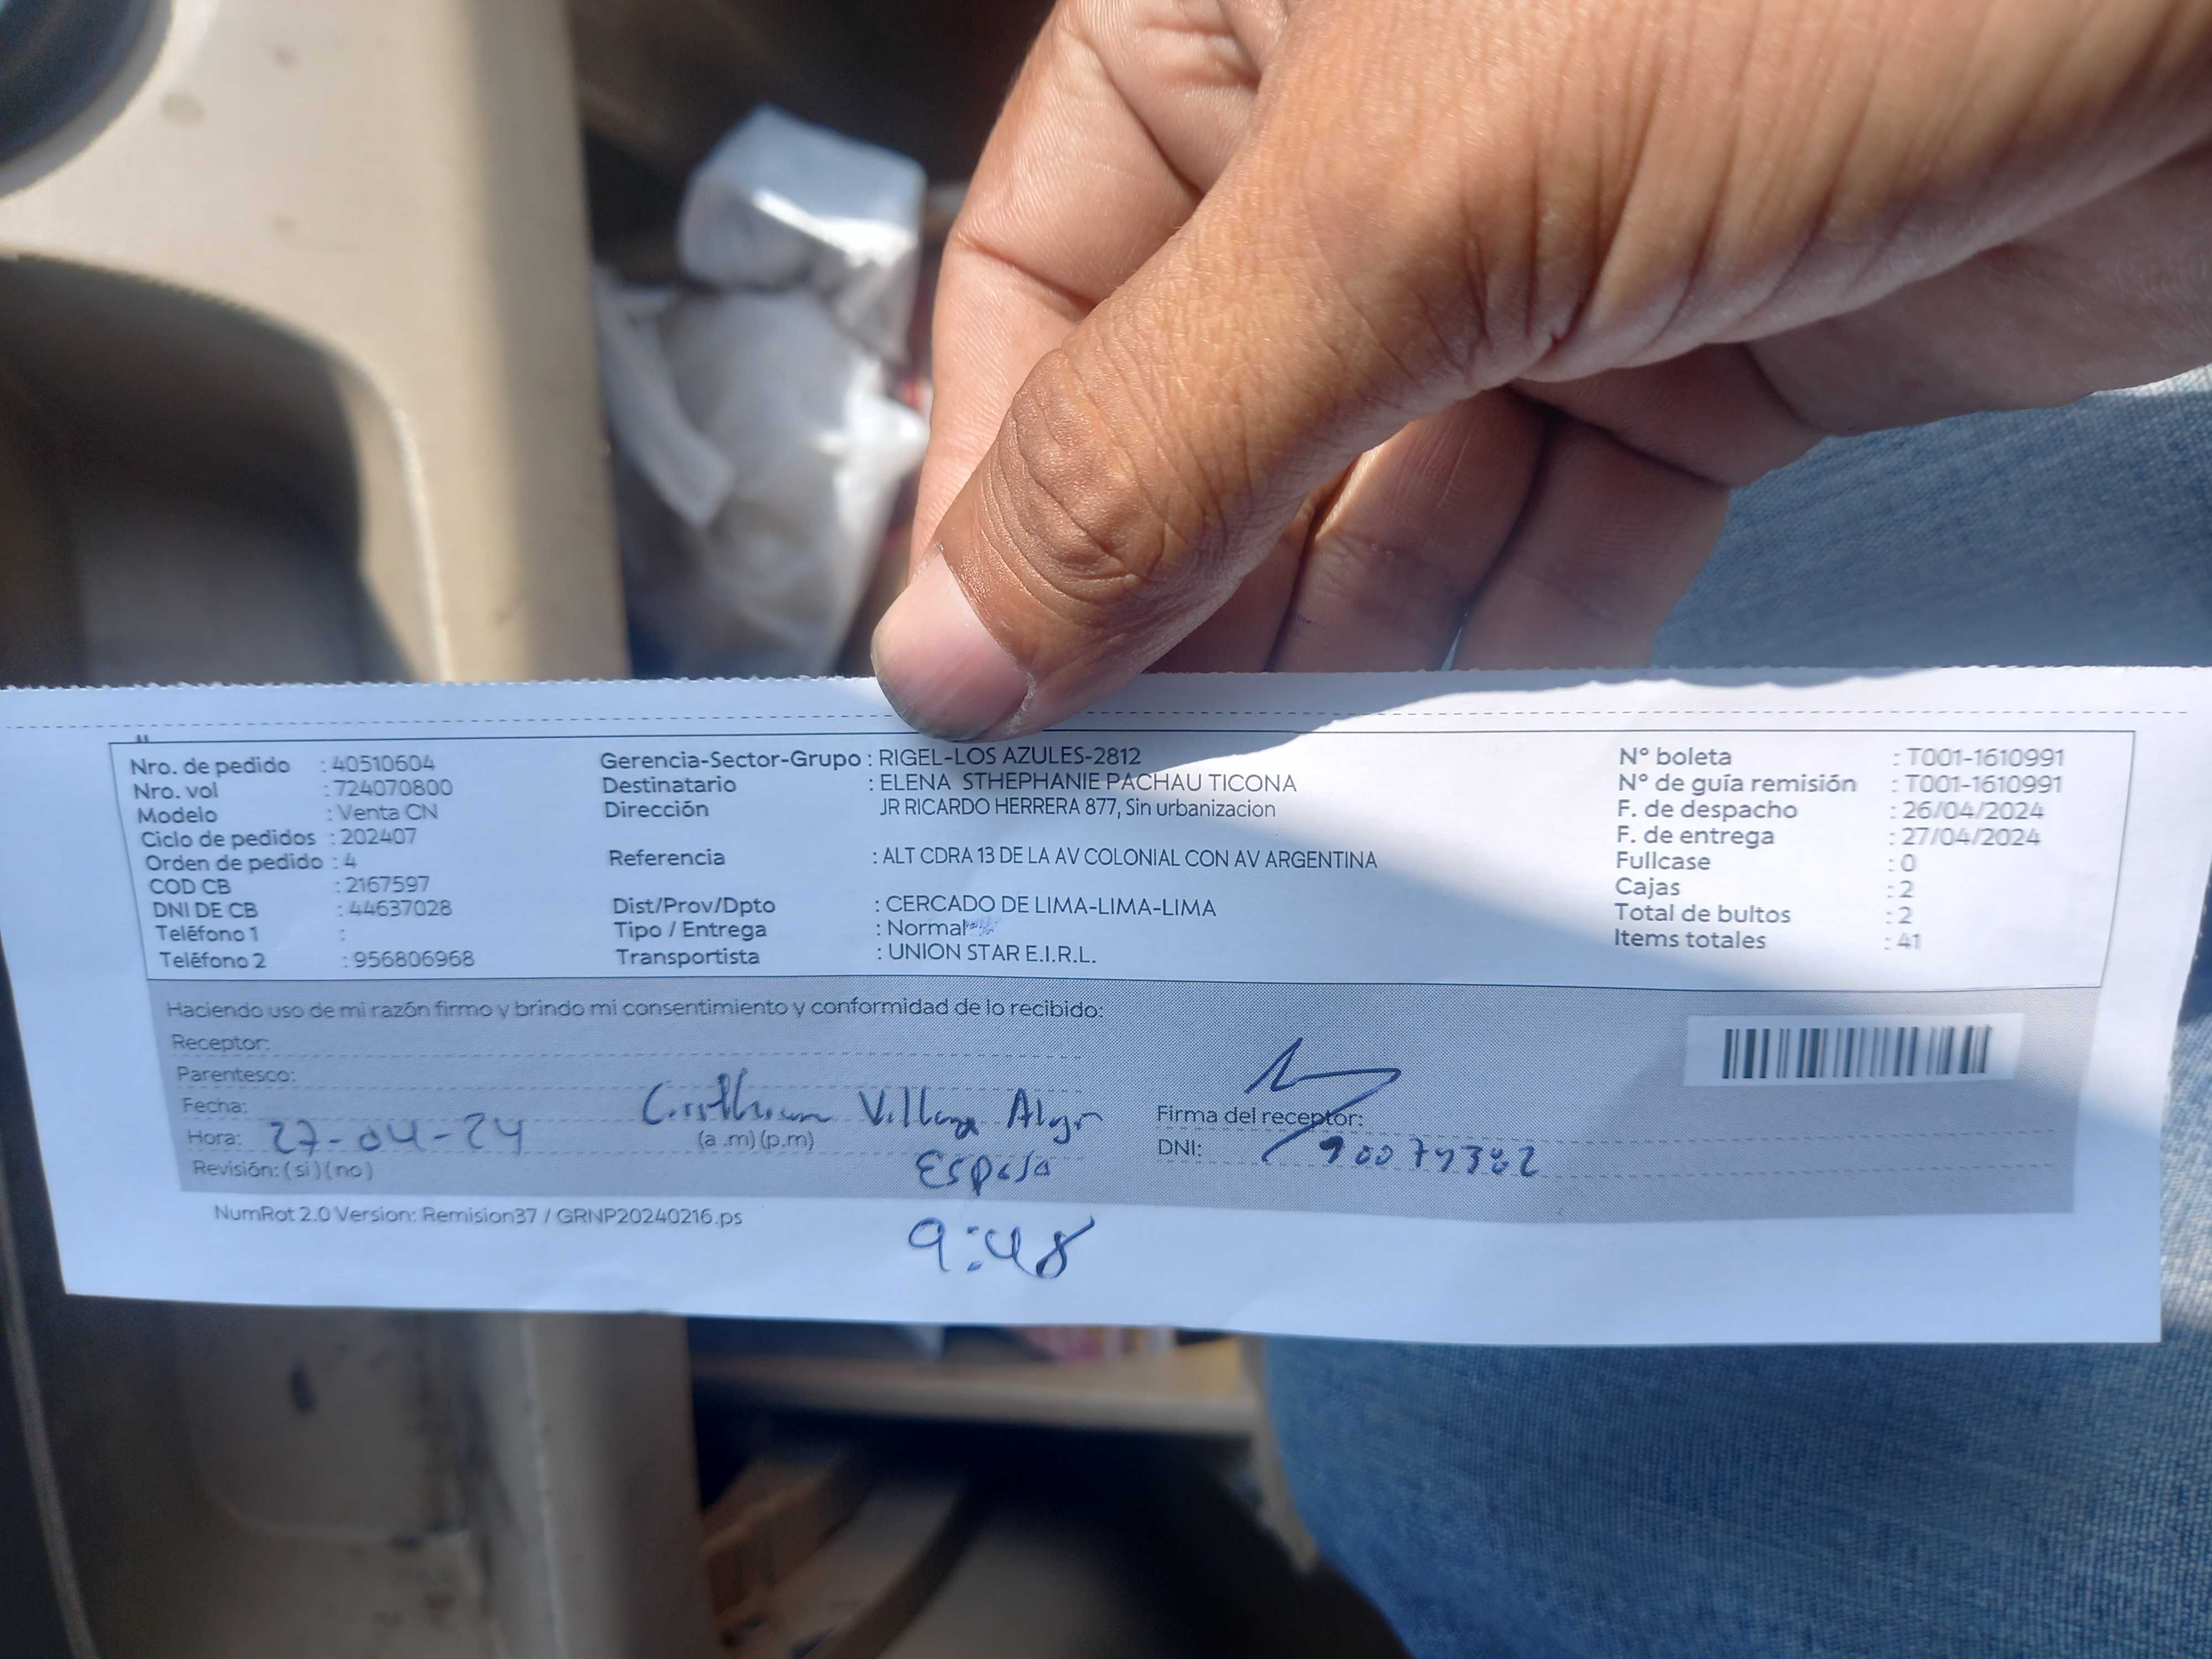 Nro. de pedido : 40510604
Nro. vol : 724070800
Modelo : Venta CN
Ciclo de pedidos : 202407
Orden de pedido : 4
COD CB : 2167597
DNI DE CB : 44637028
Teléfono 1 :
Teléfono 2 : 956806968
Gerencia-Sector-Grupo : RIGEL-LOS AZULES-2812
Destinatario : ELENA STHEPHANIE PACHAU TICONA
Dirección JR RICARDO HERRERA 877, Sin urbanizacion
Referencia : ALT CDRA 13 DE LA AV COLONIAL CON AV ARGENTINA
Dist/Prov/Dpto : CERCADO DE LIMA-LIMA-LIMA
Tipo / Entrega : Normal
Transportista : UNION STAR E.I.R.L.
N° boleta : T001-1610991
N° de guía remisión : T001-1610991
F. de despacho : 26/04/2024
F. de entrega : 27/04/2024
Fullcase : 0
Cajas : 2
Total de bultos : 2
Items totales : 41
Haciendo uso de mi razón firmo y brindo mi consentimiento y conformidad de lo recibido:
Receptor:
Parentesco:
Fecha:
Hora: 27-04-24 (a .m) (p.m)
Revisión: (si) (no)
Firma del receptor:
DNI:
NumRot 2.0 Version: Remision37 / GRNP20240216.ps
9:48